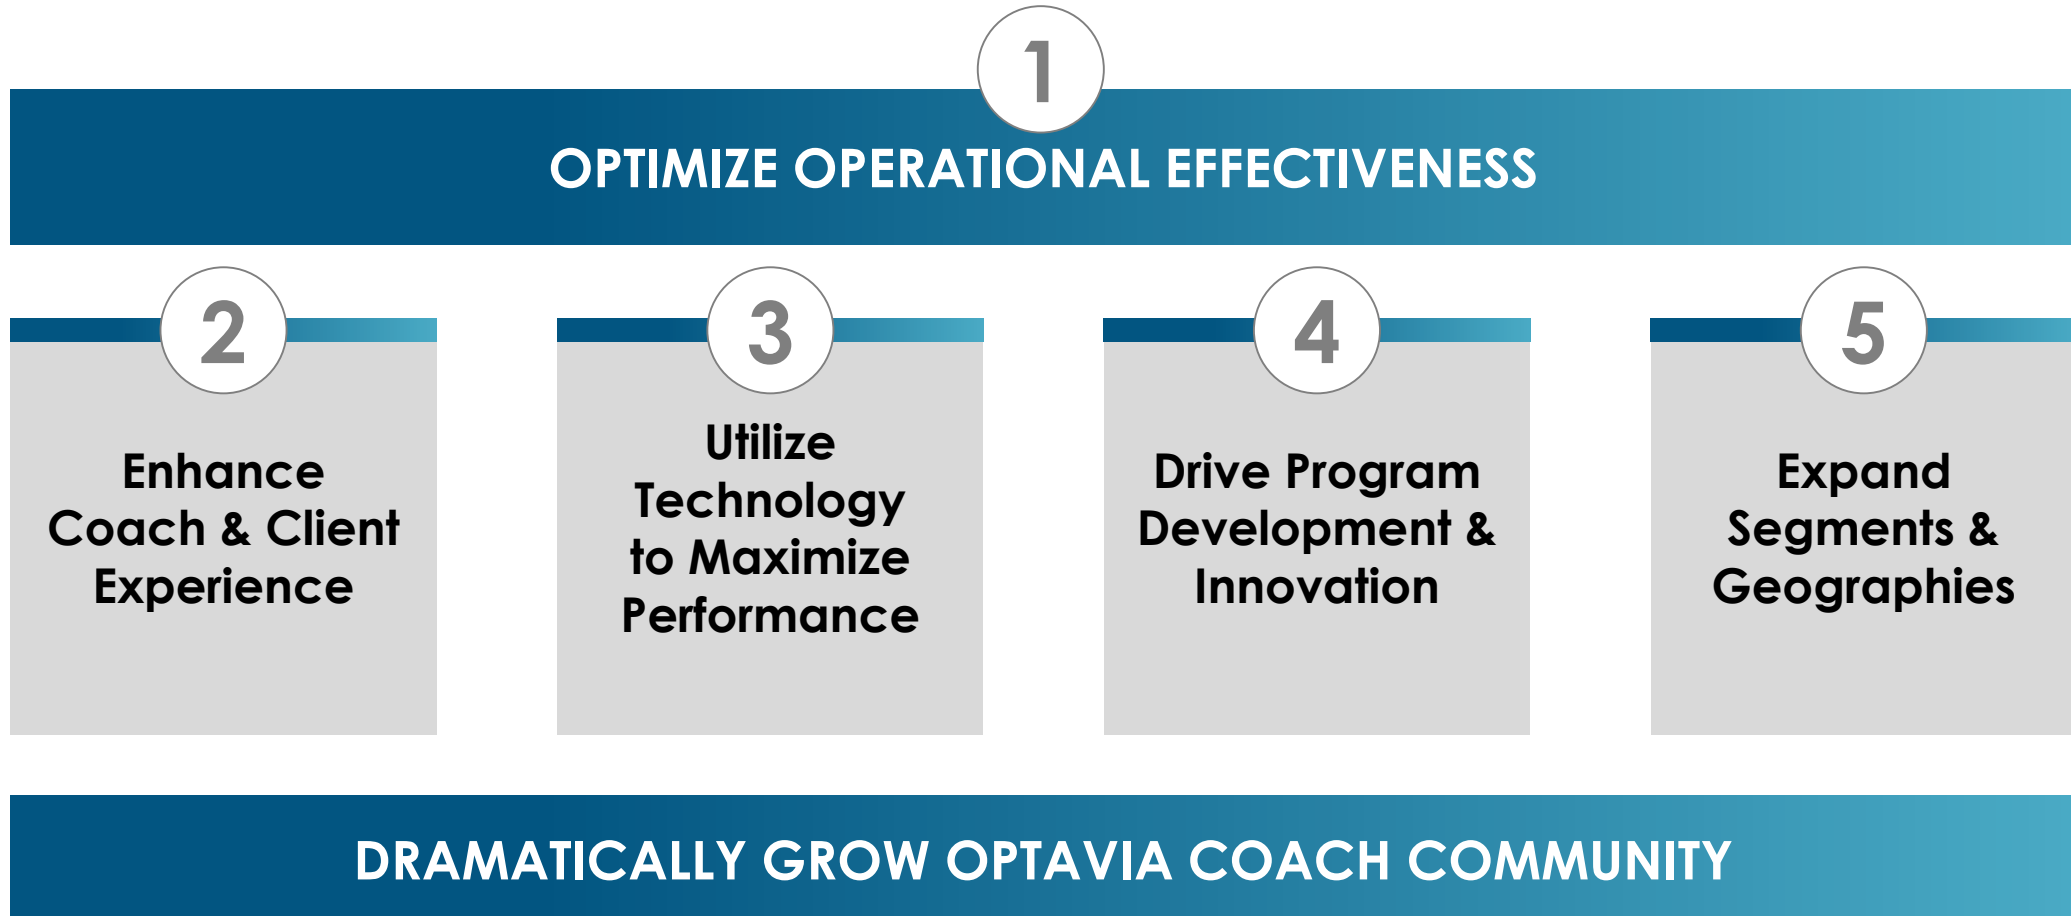 1
OPTIMIZE OPERATIONAL EFFECTIVENESS
2
Enhance
Coach & Client
Experience
3
Utilize
Technology
to Maximize
Performance
4
Drive Program
Development &
Innovation
5
Expand
Segments &
Geographies
DRAMATICALLY GROW OPTAVIA COACH COMMUNITY